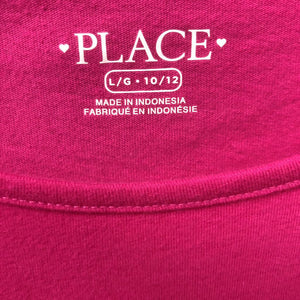 ♥PLACE♥
L/G • 10/12
MADE IN INDONESIA
FABRIQUÉ EN INDONÉSIE